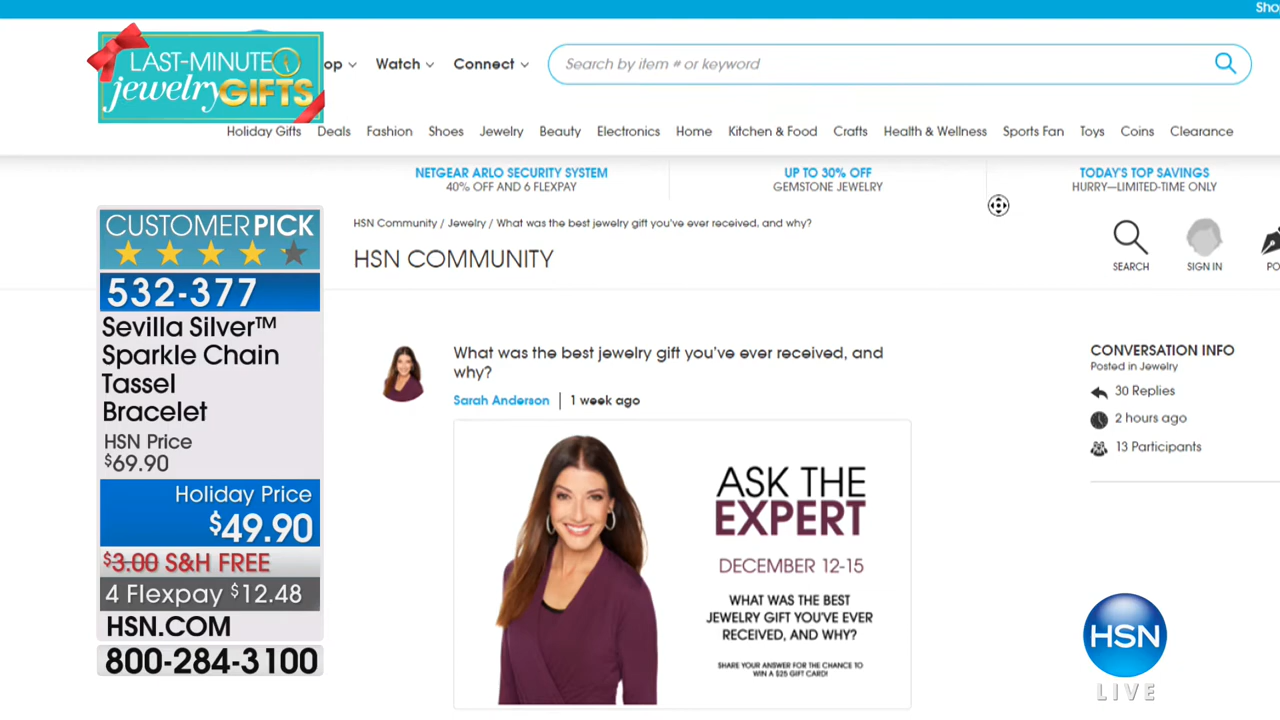 Sho
LAST-MINUTE
jewelry GIFTS
op
Watch
Connect
Search by item # or keyword
Holiday Gifts
Deals
Fashion
Shoes
Jewelry
Beauty
Electronics
Home
Kitchen & Food
Crafts
Health & Wellness
Sports Fan
Toys
Coins
Clearance
NETGEAR ARLO SECURITY SYSTEM
40% OFF AND 6 FLEXPAY
UP TO 30% OFF
GEMSTONE JEWELRY
TODAY'S TOP SAVINGS
HURRY—LIMITED-TIME ONLY
CUSTOMER PICK
532-377
Sevilla Silver™
Sparkle Chain
Tassel
Bracelet
HSN Price
$69.90
Holiday Price
$49.90
$3.00 S&H FREE
4 Flexpay $12.48
HSN.COM
800-284-3100
HSN Community / Jewelry / What was the best jewelry gift you've ever received, and why?
HSN COMMUNITY
SEARCH
SIGN IN
PO
What was the best jewelry gift you've ever received, and
why?
Sarah Anderson | 1 week ago
ASK THE
EXPERT
DECEMBER 12-15
WHAT WAS THE BEST
JEWELRY GIFT YOU'VE EVER
RECEIVED, AND WHY?
SHARE YOUR ANSWER FOR THE CHANCE TO
WIN A $25 GIFT CARD!
CONVERSATION INFO
Posted in Jewelry
30 Replies
2 hours ago
13 Participants
HSN
LIVE